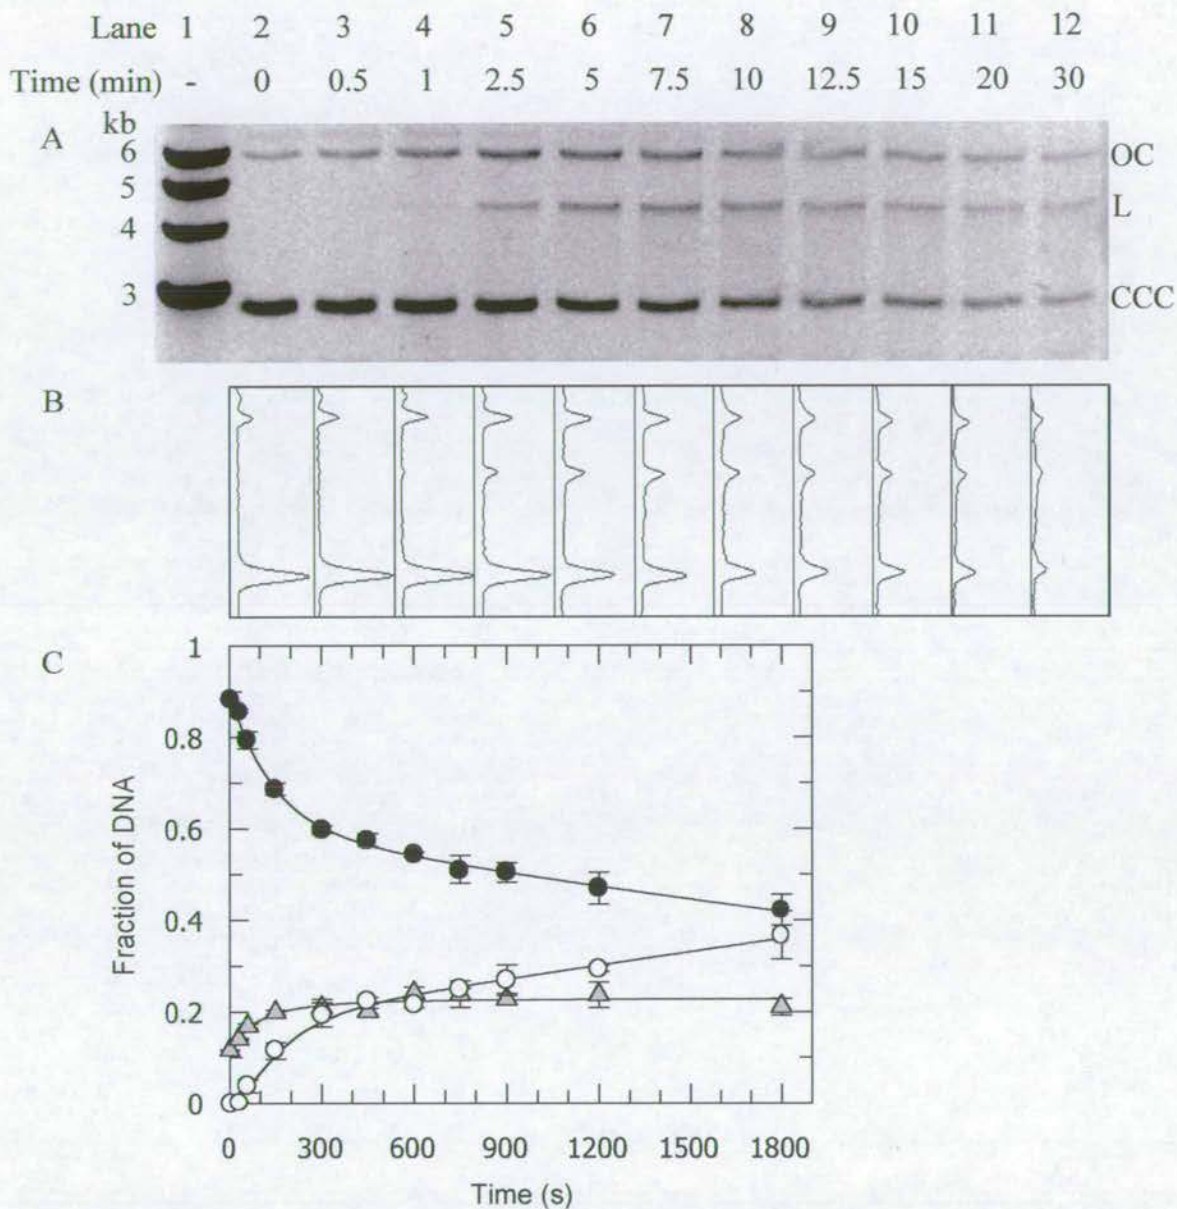 Lane 1 2 3 4 5 6 7 8 9 10 11 12
Time (min) - 0 0.5 1 2.5 5 7.5 10 12.5 15 20 30
A
kb
6
5
4
3
OC
L
CCC
B
C
Fraction of DNA
1
0.8
0.6
0.4
0.2
0
0 300 600 900 1200 1500 1800
Time (s)